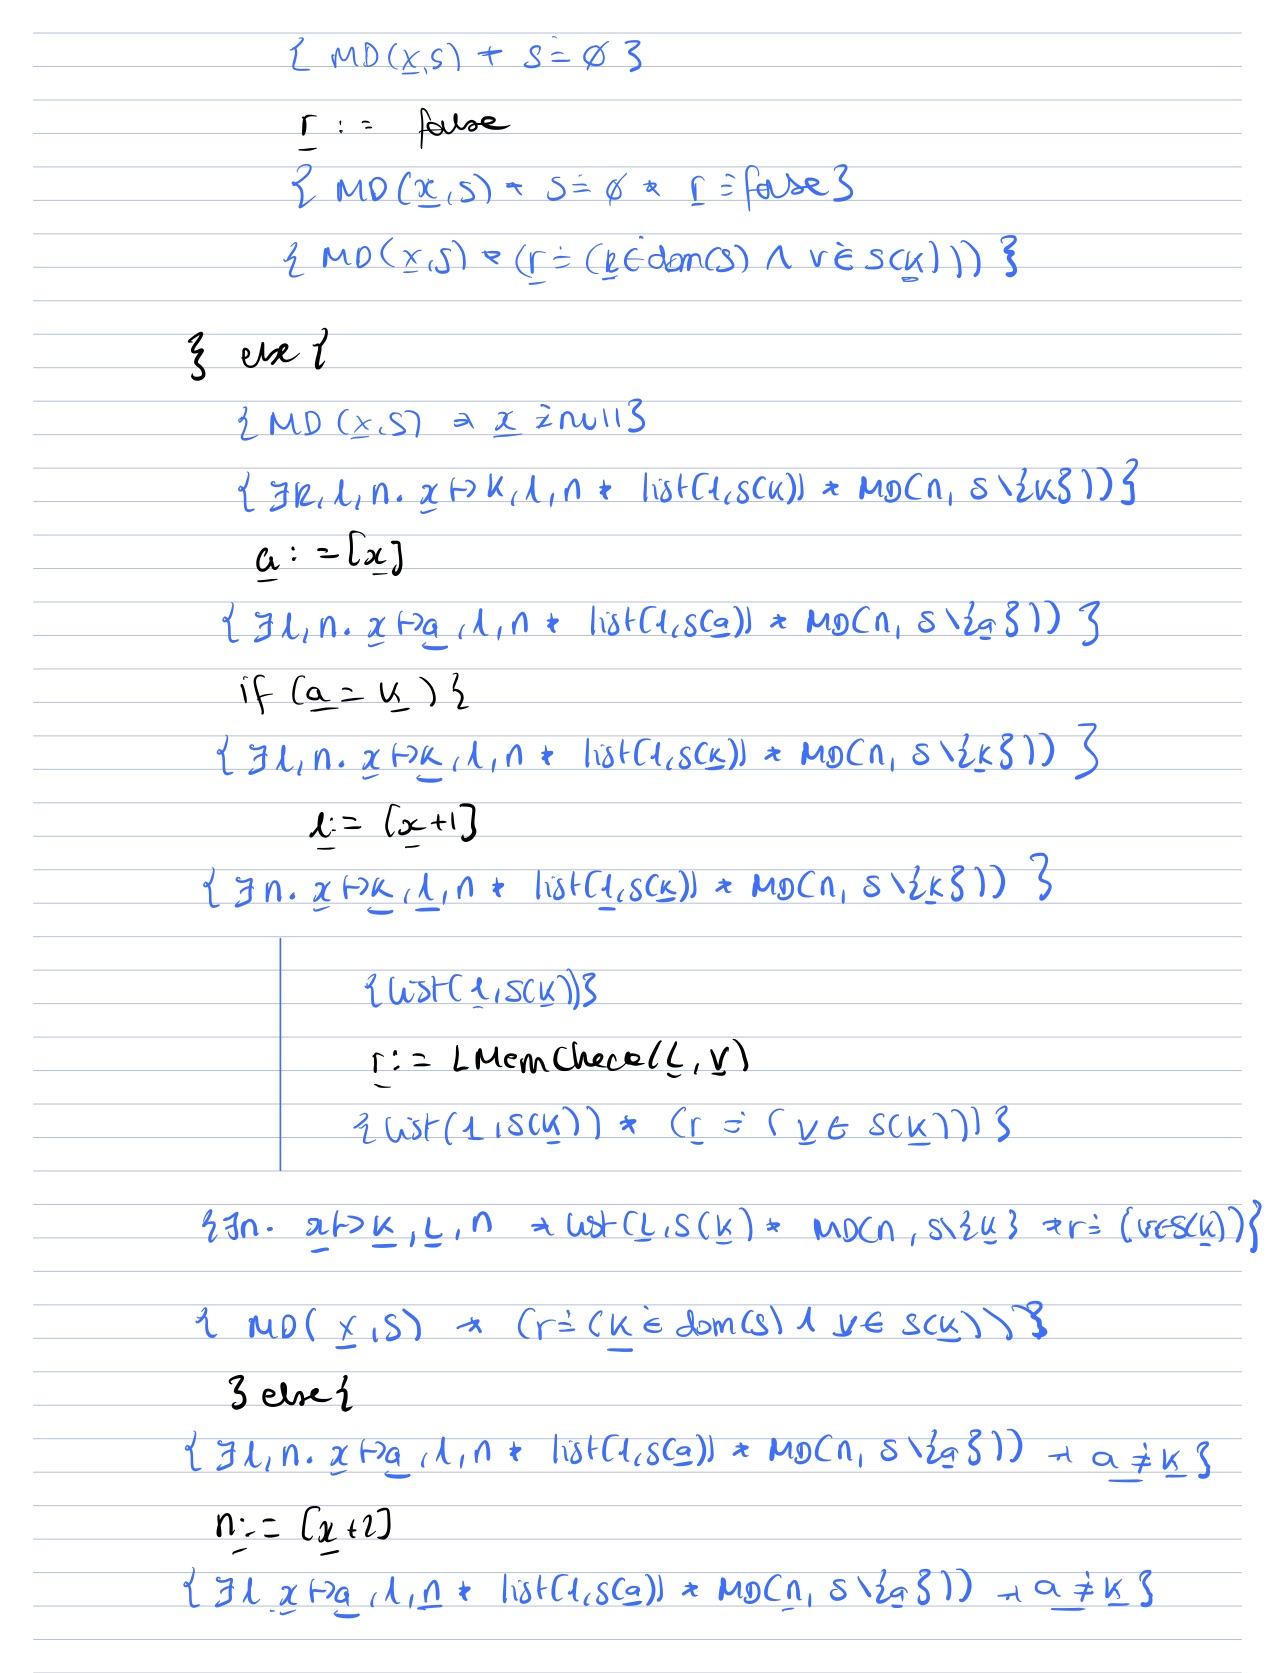 { MD(x,s) * s ≐ ∅ }
r := false
{ MD(x,s) * s ≐ ∅ * r ≐ false }
{ MD(x,s) * (r ≐ (k ∈̇ dom(s) ∧ v ∈̇ s(k))) }
} else {
{ MD(x,s) * x ≐ null }
{ ∃k,l,n. x ↦ k,l,n * list(l,s(k)) * MD(n, s\{k})) }
a := [x]
{ ∃l,n. x ↦ a,l,n * list(l,s(a)) * MD(n, s\{a})) }
if (a = k) {
{ ∃l,n. x ↦ k,l,n * list(l,s(k)) * MD(n, s\{k})) }
l := [x+1]
{ ∃n. x ↦ k,l,n * list(l,s(k)) * MD(n, s\{k})) }
{list(l,s(k))}
r := LMemCheck(L,v)
{list(l,s(k)) * (r ≐ (v ∈ s(k)))}
{∃n. x ↦ k,L,n * list(L,s(k) * MD(n, s\{k} * r ≐ (v∈s(k))}
{ MD(x,s) * (r ≐ (k ∈̇ dom(s) ∧ v ∈ s(k)))}
} else {
{ ∃l,n. x ↦ a,l,n * list(l,s(a)) * MD(n, s\{a})) * a ≠̇ k }
n := [x+2]
{ ∃l x ↦ a,l,n * list(l,s(a)) * MD(n, s\{a})) * a ≠̇ k }